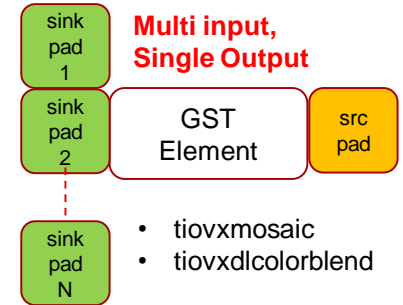 sink
pad
1
Multi input,
Single Output
sink
pad
2
GST
Element
src
pad
sink
pad
N
• tiovxmosaic
• tiovxdlcolorblend